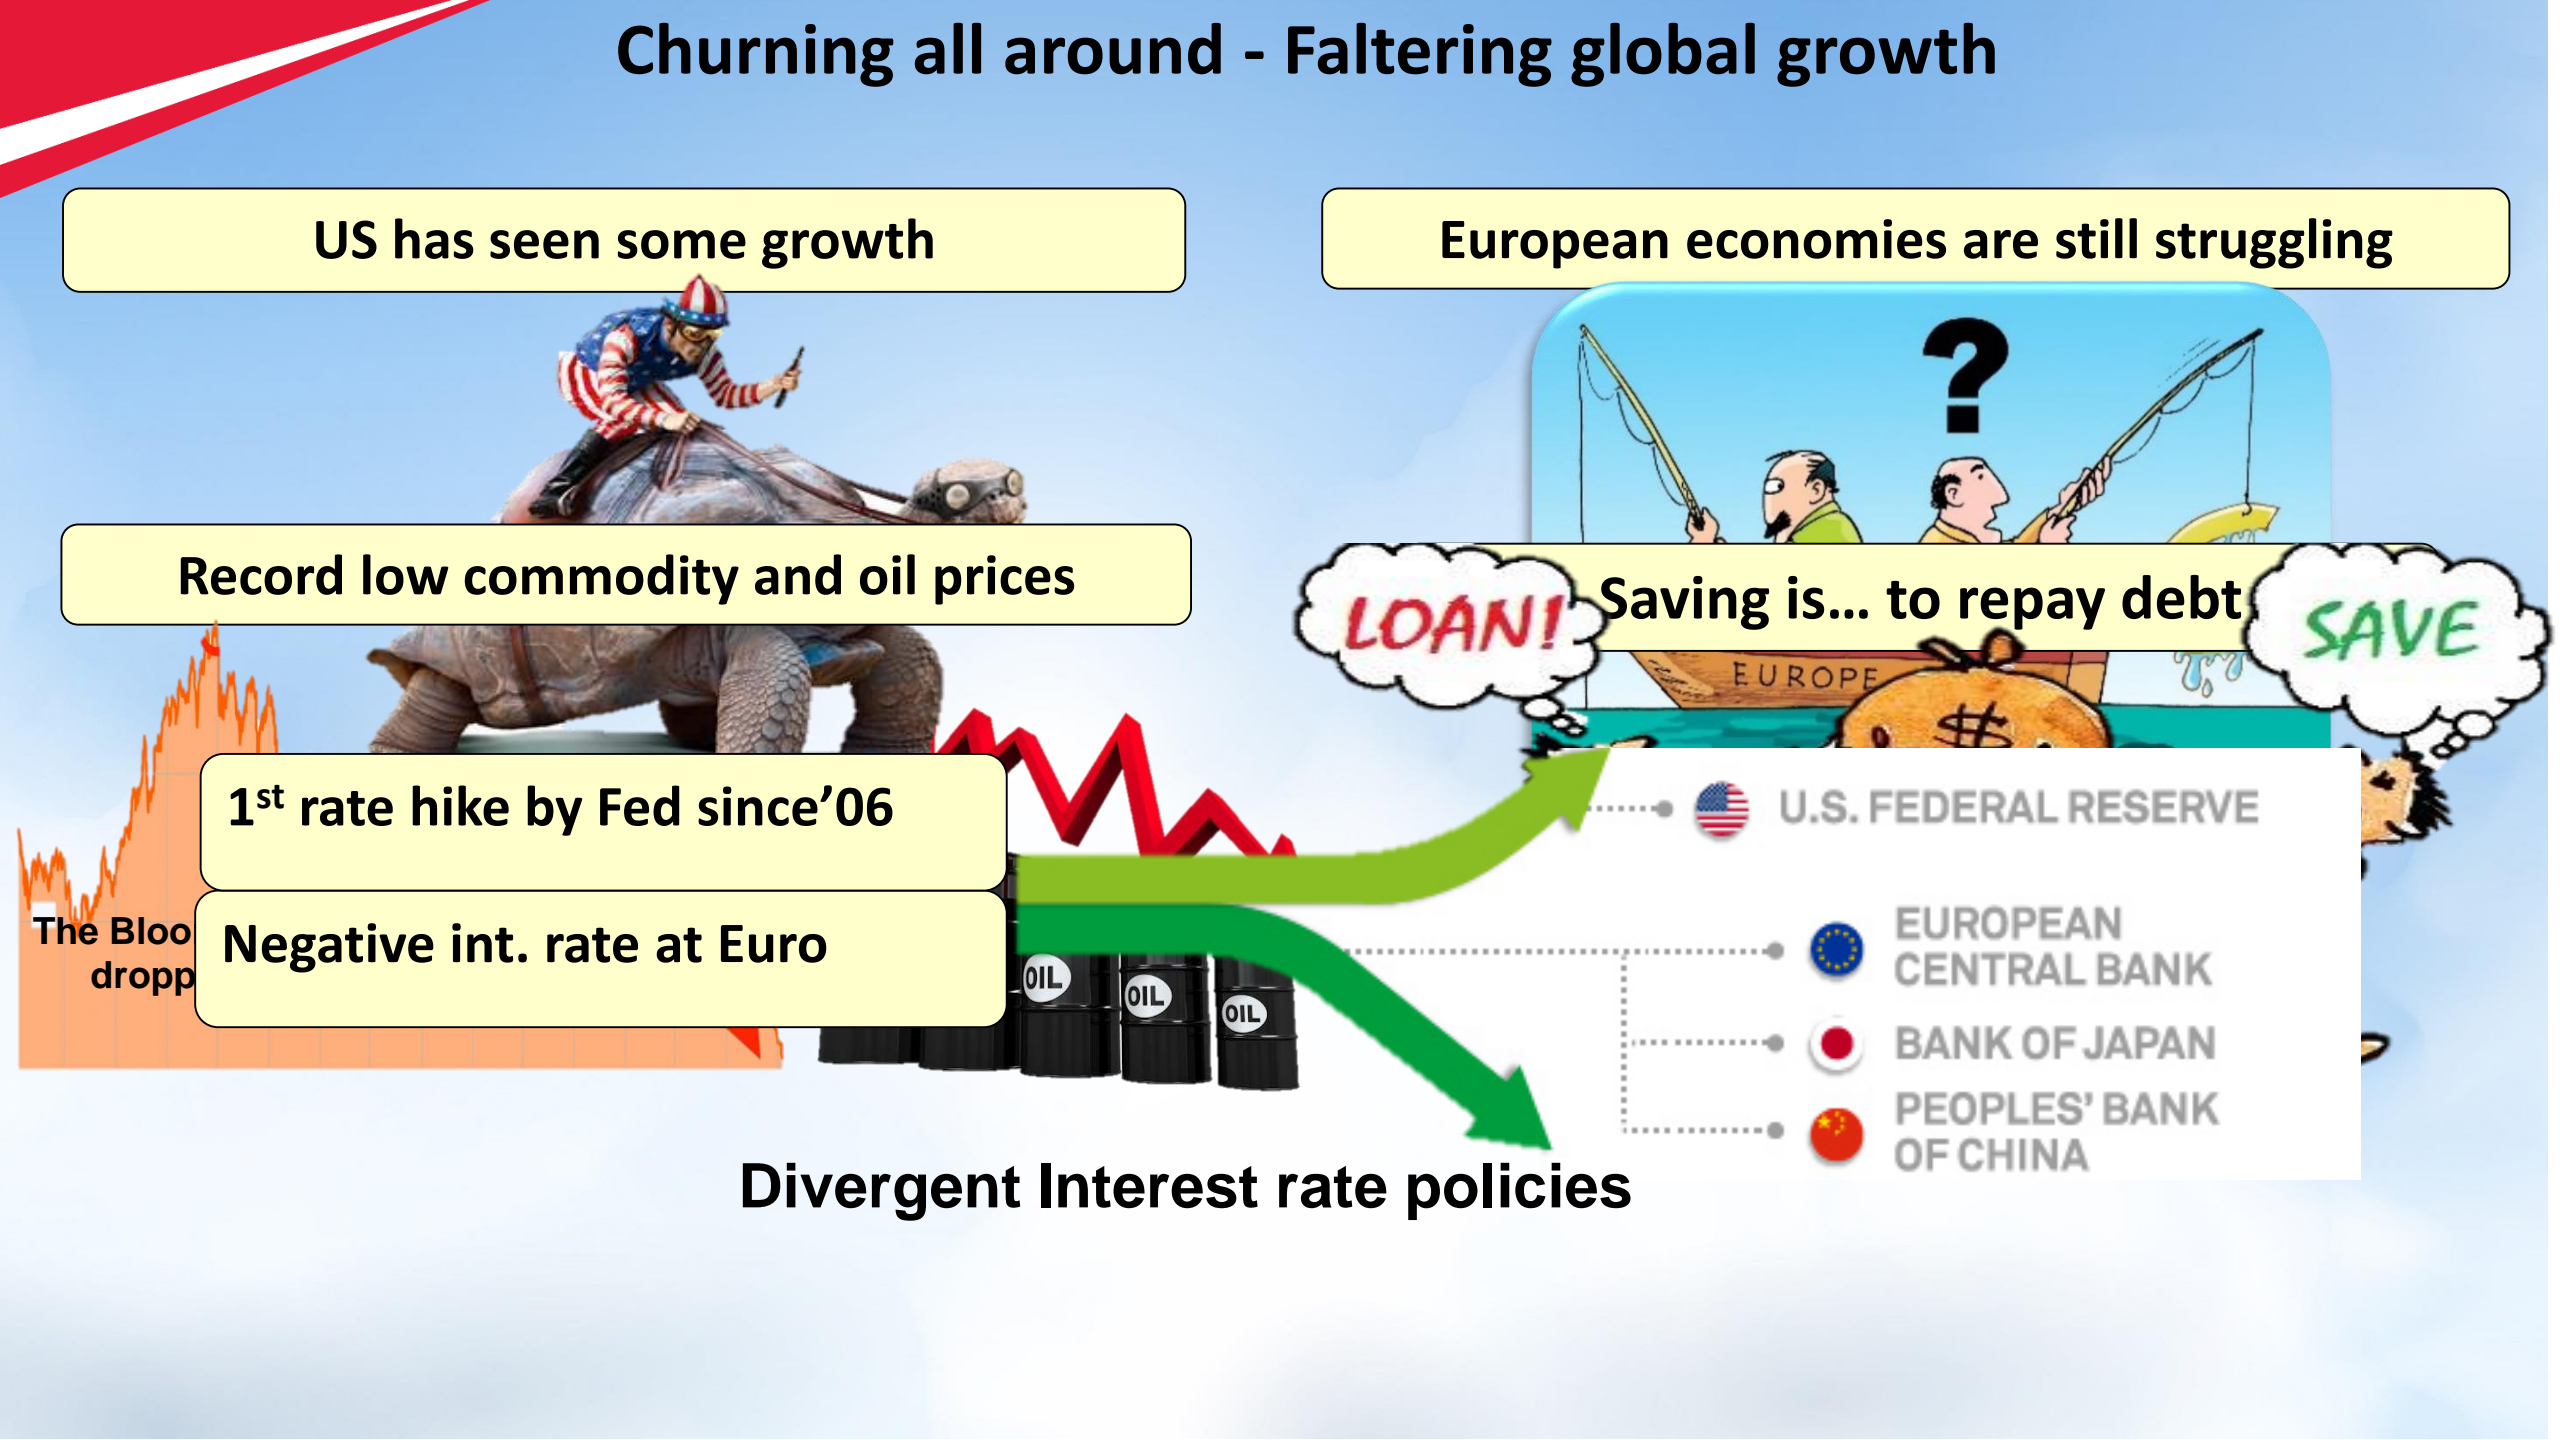 Churning all around - Faltering global growth
US has seen some growth
European economies are still struggling
?
Record low commodity and oil prices
LOAN!
Saving is... to repay debt
SAVE
EUROPE
$
1st rate hike by Fed since'06
U.S. FEDERAL RESERVE
The
Negative int. rate at Euro
EUROPEAN
CENTRAL BANK
OIL
OIL
OIL
BANK OF JAPAN
PEOPLES' BANK
OF CHINA
Divergent Interest rate policies